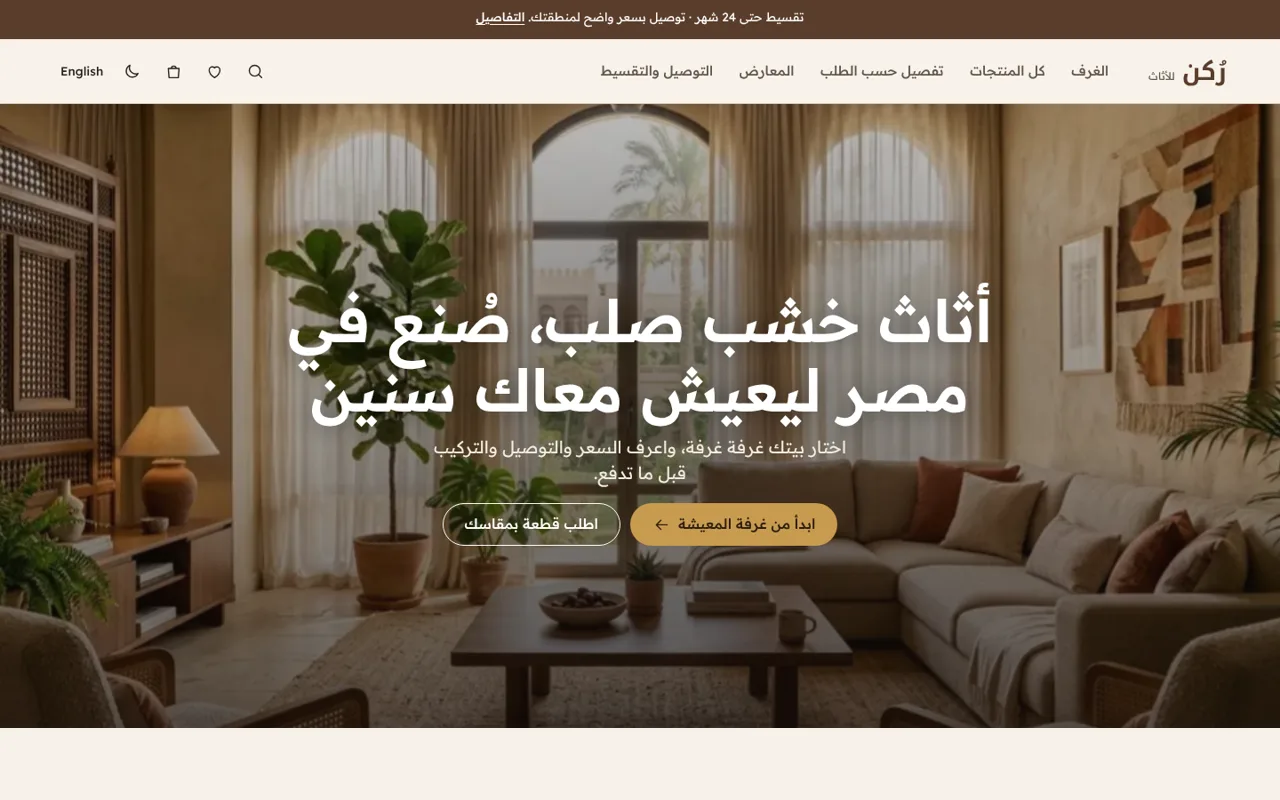 تقسيط حتى 24 شهر · توصيل بسعر واضح لمنطقتك. التفاصيل
رُكن للأثاث
الغرف
كل المنتجات
تفصيل حسب الطلب
المعارض
التوصيل والتقسيط
English
أثاث خشب صلب، صُنع في
مصر ليعيش معاك سنين
اختار بيتك غرفة غرفة، واعرف السعر والتوصيل والتركيب
قبل ما تدفع.
ابدأ من غرفة المعيشة ←
اطلب قطعة بمقاسك